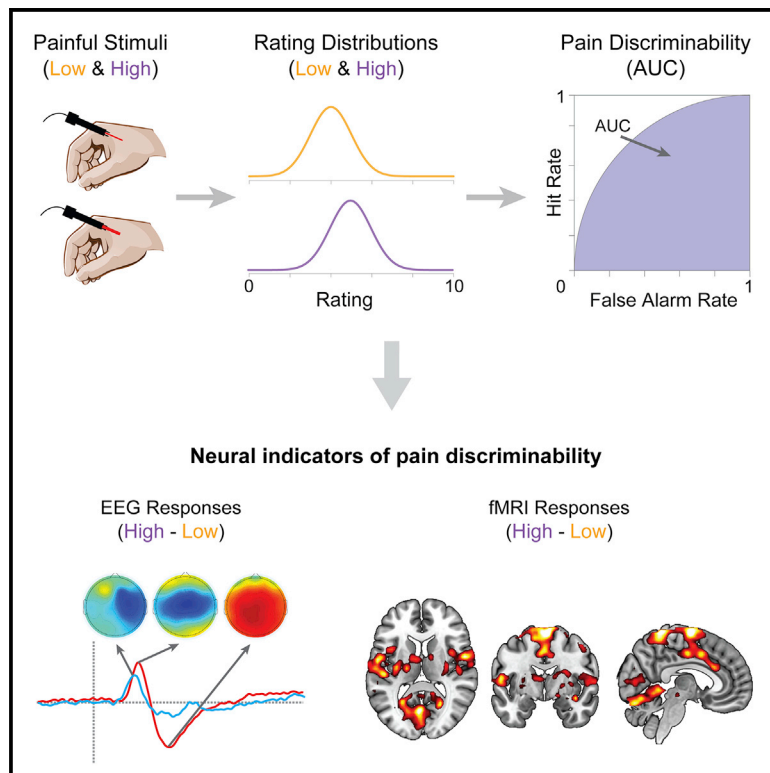 Painful Stimuli
(Low & High)
Rating Distributions
(Low & High)
0
10
Rating
Pain Discriminability
(AUC)
1
AUC
Hit Rate
0
1
False Alarm Rate
Neural indicators of pain discriminability
EEG Responses
(High - Low)
fMRI Responses
(High - Low)